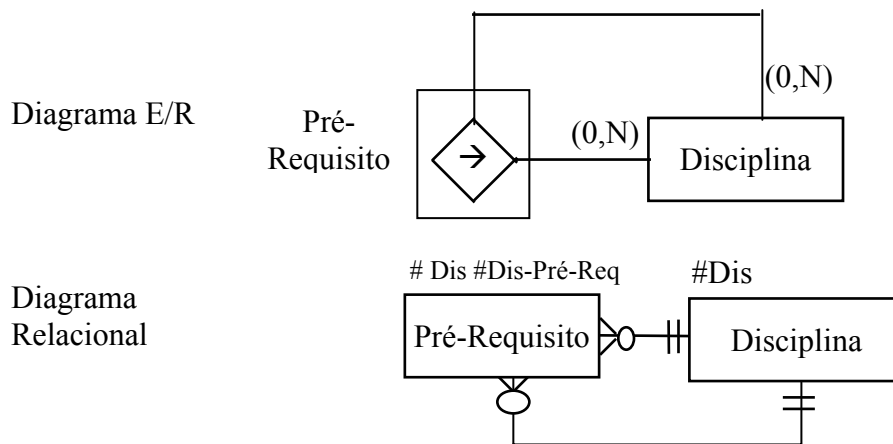 (0,N)
Diagrama E/R
Pré-
Requisito
→
(0,N)
Disciplina
# Dis #Dis-Pré-Req
#Dis
Diagrama
Relacional
Pré-Requisito
Disciplina